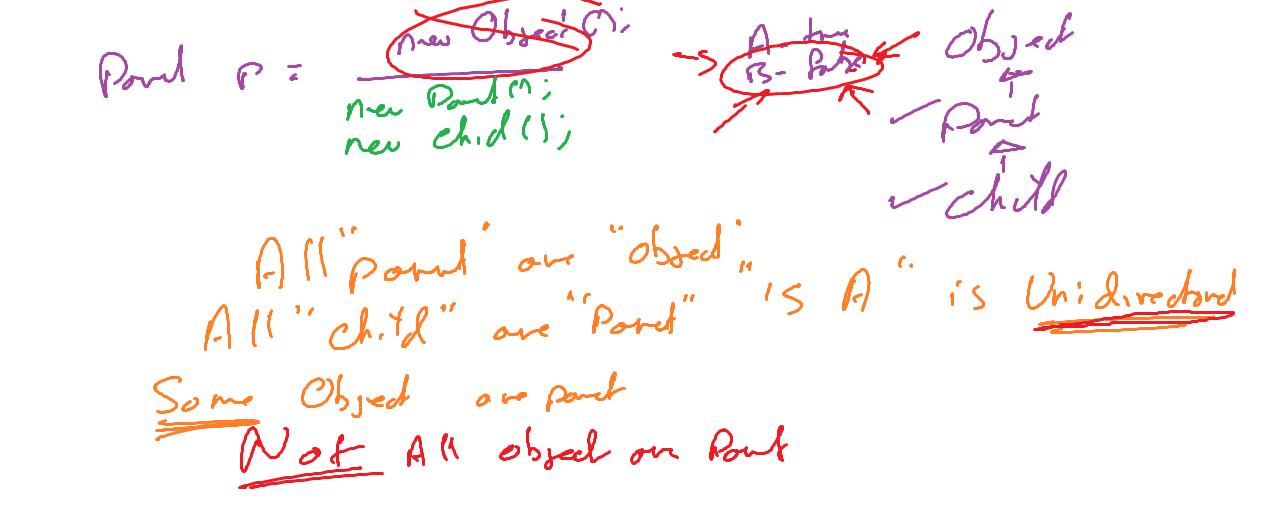 Parent P = new Object();
new Parent();
new Child();
A - true
B - false
Object
Parent
Child
All "parent" are "Object"
All "child" are "Parent"
"is A" is Unidirectional
Some Object are parent
Not All object are Parent